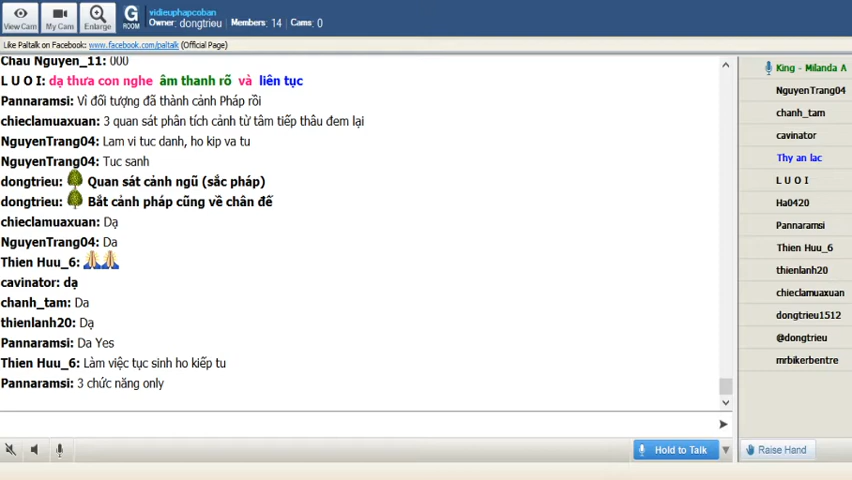 View Cam
My Cam
Enlarge
G
ROOM
vidieuphapcoban
Owner: dongtrieu Members: 14 Cams: 0
Like Paltalk on Facebook: www.facebook.com/paltalk (Official Page)
Chau Nguyen_11: 000
L U O I: dạ thưa con nghe âm thanh rõ và liên tục
Pannaramsi: Vì đối tượng đã thành cảnh Pháp rồi
chieclamuaxuan: 3 quan sát phân tích cảnh từ tâm tiếp thâu đem lại
NguyenTrang04: Lam vi tuc danh, ho kip va tu
NguyenTrang04: Tuc sanh
dongtrieu: Quan sát cảnh ngũ (sắc pháp)
dongtrieu: Bắt cảnh pháp cũng về chân đế
chieclamuaxuan: Dạ
NguyenTrang04: Da
Thien Huu_6:
cavinator: dạ
chanh_tam: Da
thienlanh20: Dạ
Pannaramsi: Da Yes
Thien Huu_6: Làm việc tục sinh ho kiếp tu
Pannaramsi: 3 chức năng only
Hold to Talk
King - Milanda A
NguyenTrang04
chanh_tam
cavinator
Thy an lac
L U O I
Ha0420
Pannaramsi
Thien Huu_6
thienlanh20
chieclamuaxuan
dongtrieu1512
@dongtrieu
mrbikerbentre
Raise Hand